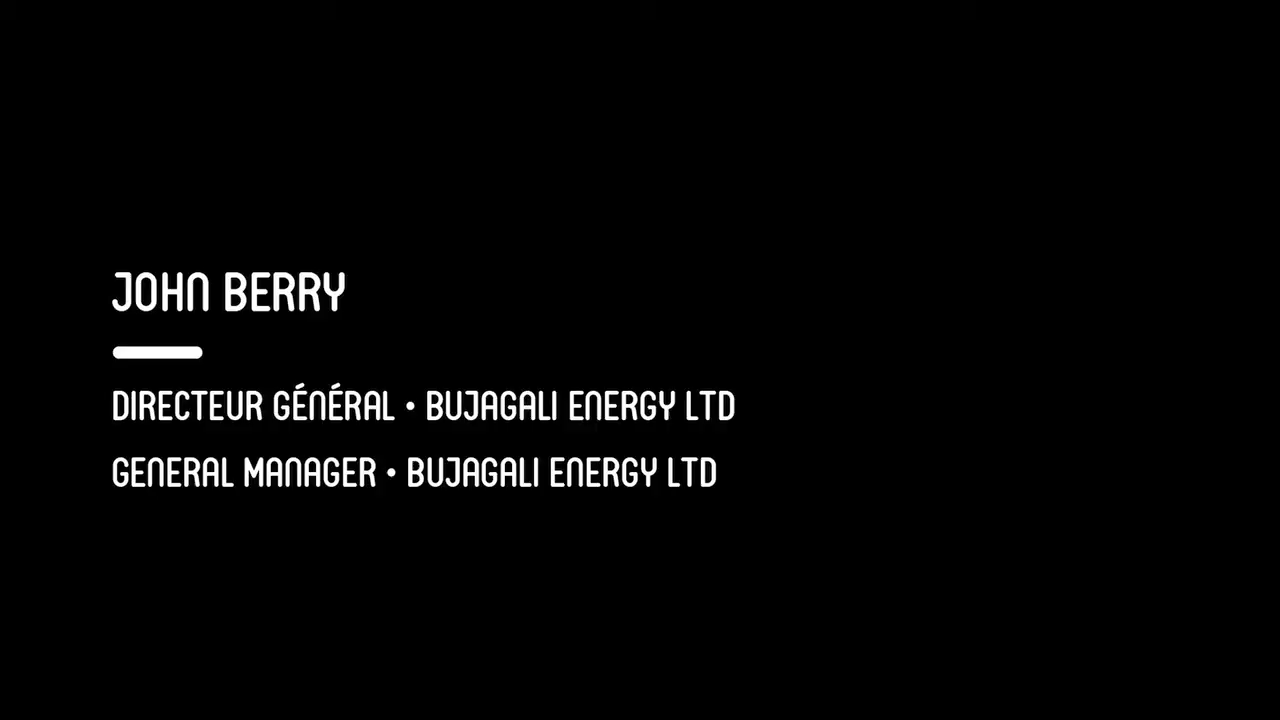 JOHN BERRY
DIRECTEUR GÉNÉRAL • BUJAGALI ENERGY LTD
GENERAL MANAGER • BUJAGALI ENERGY LTD